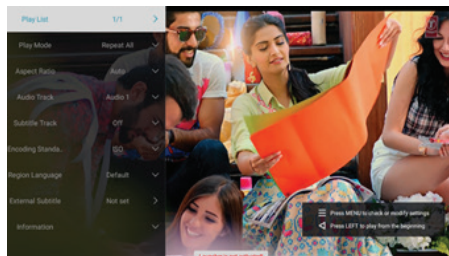 Play List 1/1
Play Mode Repeat All
Aspect Ratio Auto
Audio Track Audio 1
Subtitle Track Off
Encoding Standa.. ISO
Region Language Default
External Subtitle Not set
Information
Press MENU to check or modify settings
Press LEFT to play from the beginning